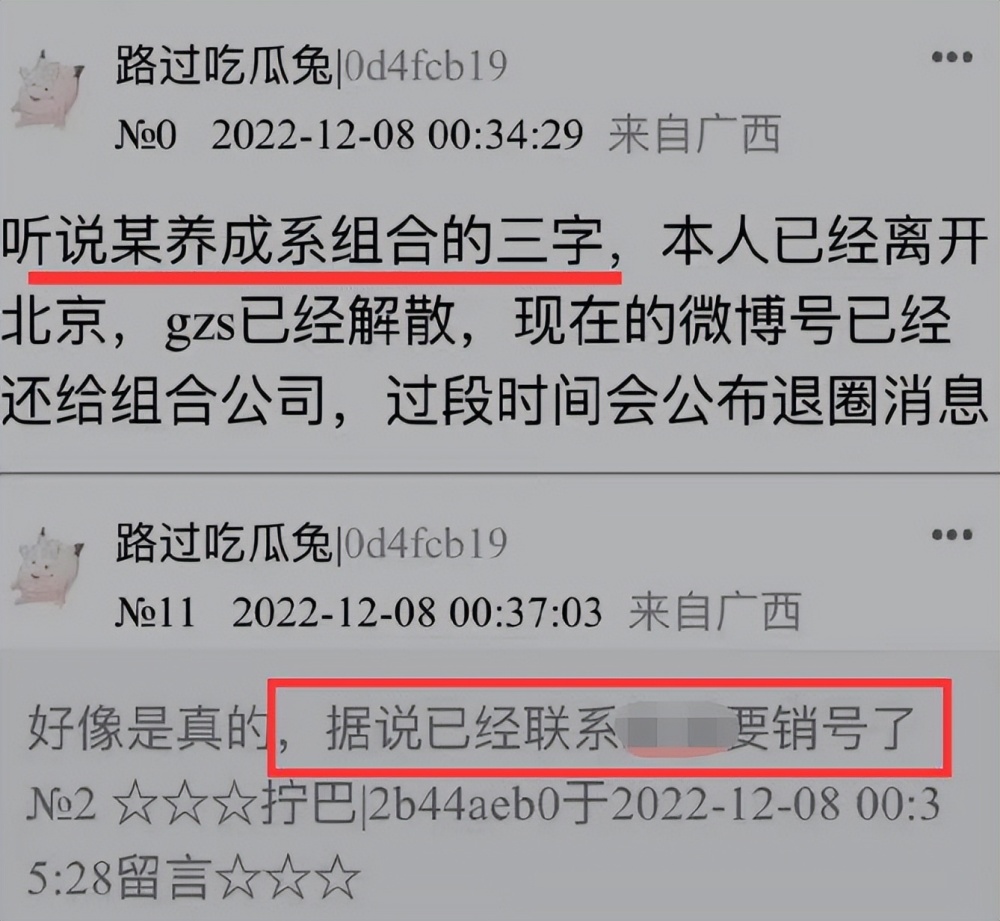 路过吃瓜兔|0d4fcb19
№0 2022-12-08 00:34:29 来自广西
听说某养成系组合的三字，本人已经离开
北京，gzs已经解散，现在的微博号已经
还给组合公司，过段时间会公布退圈消息
路过吃瓜兔|0d4fcb19
№11 2022-12-08 00:37:03 来自广西
好像是真的，据说已经联系要销号了
№2 ☆☆☆拧巴|2b44aeb0于2022-12-08 00:3
5:28留言☆☆☆